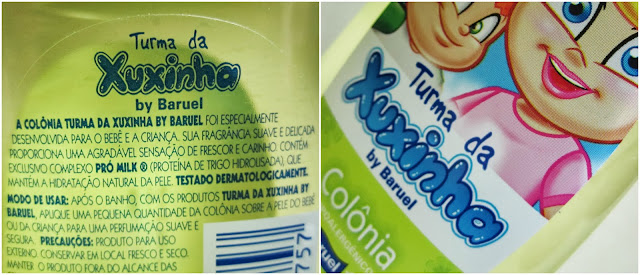 Turma da
Xuxinha
by Baruel
A COLÔNIA TURMA DA XUXINHA BY BARUEL FOI ESPECIALMENTE
DESENVOLVIDA PARA O BEBÊ E A CRIANÇA. SUA FRAGRÂNCIA SUAVE E DELICADA
PROPORCIONA UMA AGRADÁVEL SENSAÇÃO DE FRESCOR E CARINHO. CONTÉM
EXCLUSIVO COMPLEXO PRÓ MILK ® (PROTEÍNA DE TRIGO HIDROLISADA), QUE
MANTÉM A HIDRATAÇÃO NATURAL DA PELE. TESTADO DERMATOLOGICAMENTE.
MODO DE USAR: APÓS O BANHO, COM OS PRODUTOS TURMA DA XUXINHA BY
BARUEL, APLIQUE UMA PEQUENA QUANTIDADE DA COLÔNIA SOBRE A PELE DO BEBÊ
OU DA CRIANÇA PARA UMA PERFUMAÇÃO SUAVE E
SEGURA. PRECAUÇÕES: PRODUTO PARA USO
EXTERNO. CONSERVAR EM LOCAL FRESCO E SECO.
MANTER O PRODUTO FORA DO ALCANCE DAS
757
Turma da
Xuxinha
by Baruel
Colônia